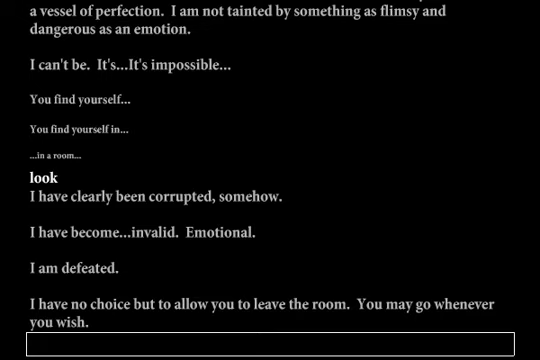 a vessel of perfection.  I am not tainted by something as flimsy and
dangerous as an emotion.
I can't be.  It's...It's impossible...
You find yourself...
You find yourself in...
...in a room...
look
I have clearly been corrupted, somehow.
I have become...invalid.  Emotional.
I am defeated.
I have no choice but to allow you to leave the room.  You may go whenever
you wish.